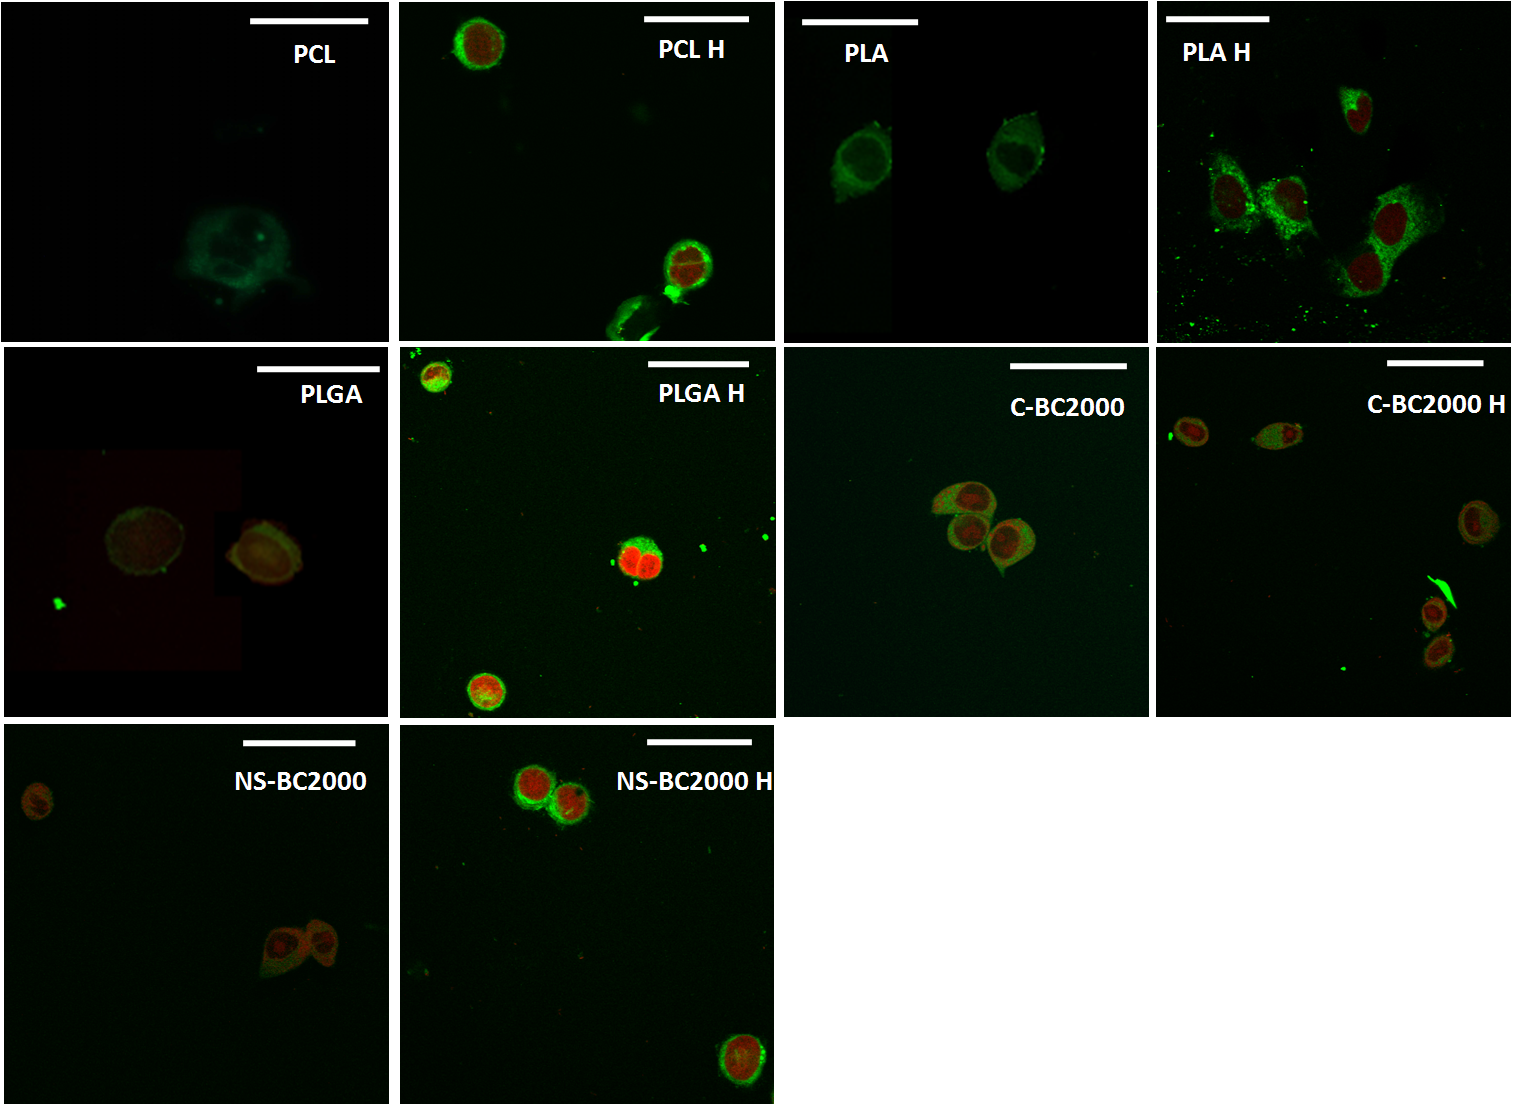 PCL
PCL H
PLA
PLA H
PLGA
PLGA H
C-BC2000
C-BC2000 H
NS-BC2000
NS-BC2000 H